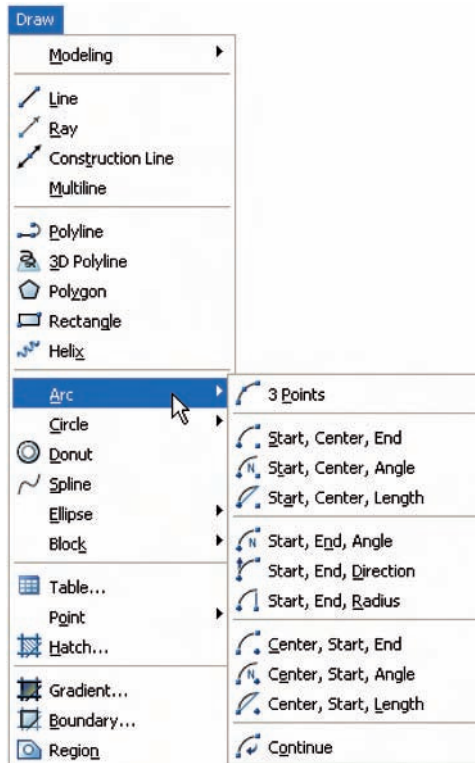 Draw
Modeling
Line
Ray
Construction Line
Multiline
Polyline
3D Polyline
Polygon
Rectangle
Helix
Arc
Circle
Donut
Spline
Ellipse
Block
Table...
Point
Hatch...
Gradient...
Boundary...
Region
3 Points
Start, Center, End
Start, Center, Angle
Start, Center, Length
Start, End, Angle
Start, End, Direction
Start, End, Radius
Center, Start, End
Center, Start, Angle
Center, Start, Length
Continue